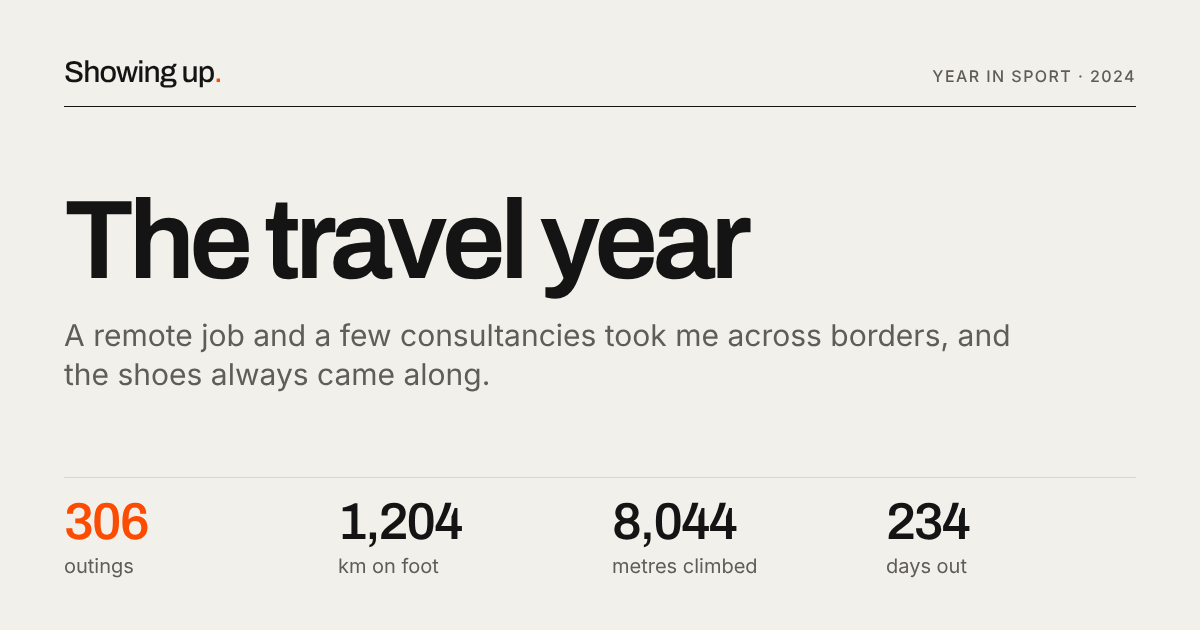 Showing up.
YEAR IN SPORT · 2024
The travel year
A remote job and a few consultancies took me across borders, and
the shoes always came along.
306
outings
1,204
km on foot
8,044
metres climbed
234
days out